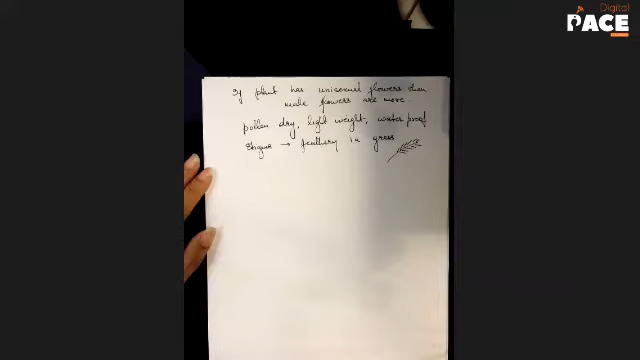 Digital
PACE
If plant has unisexual flowers then
male flowers are more
pollen dry, light weight, water proof
Stigma → feathery in grass